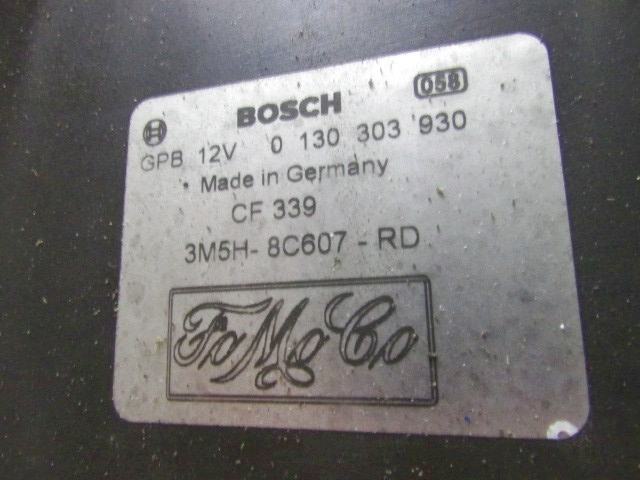 BOSCH 058
GPB 12V 0 130 303 930
Made in Germany
CF 339
3M5H- 8C607 - RD
FoMoCo